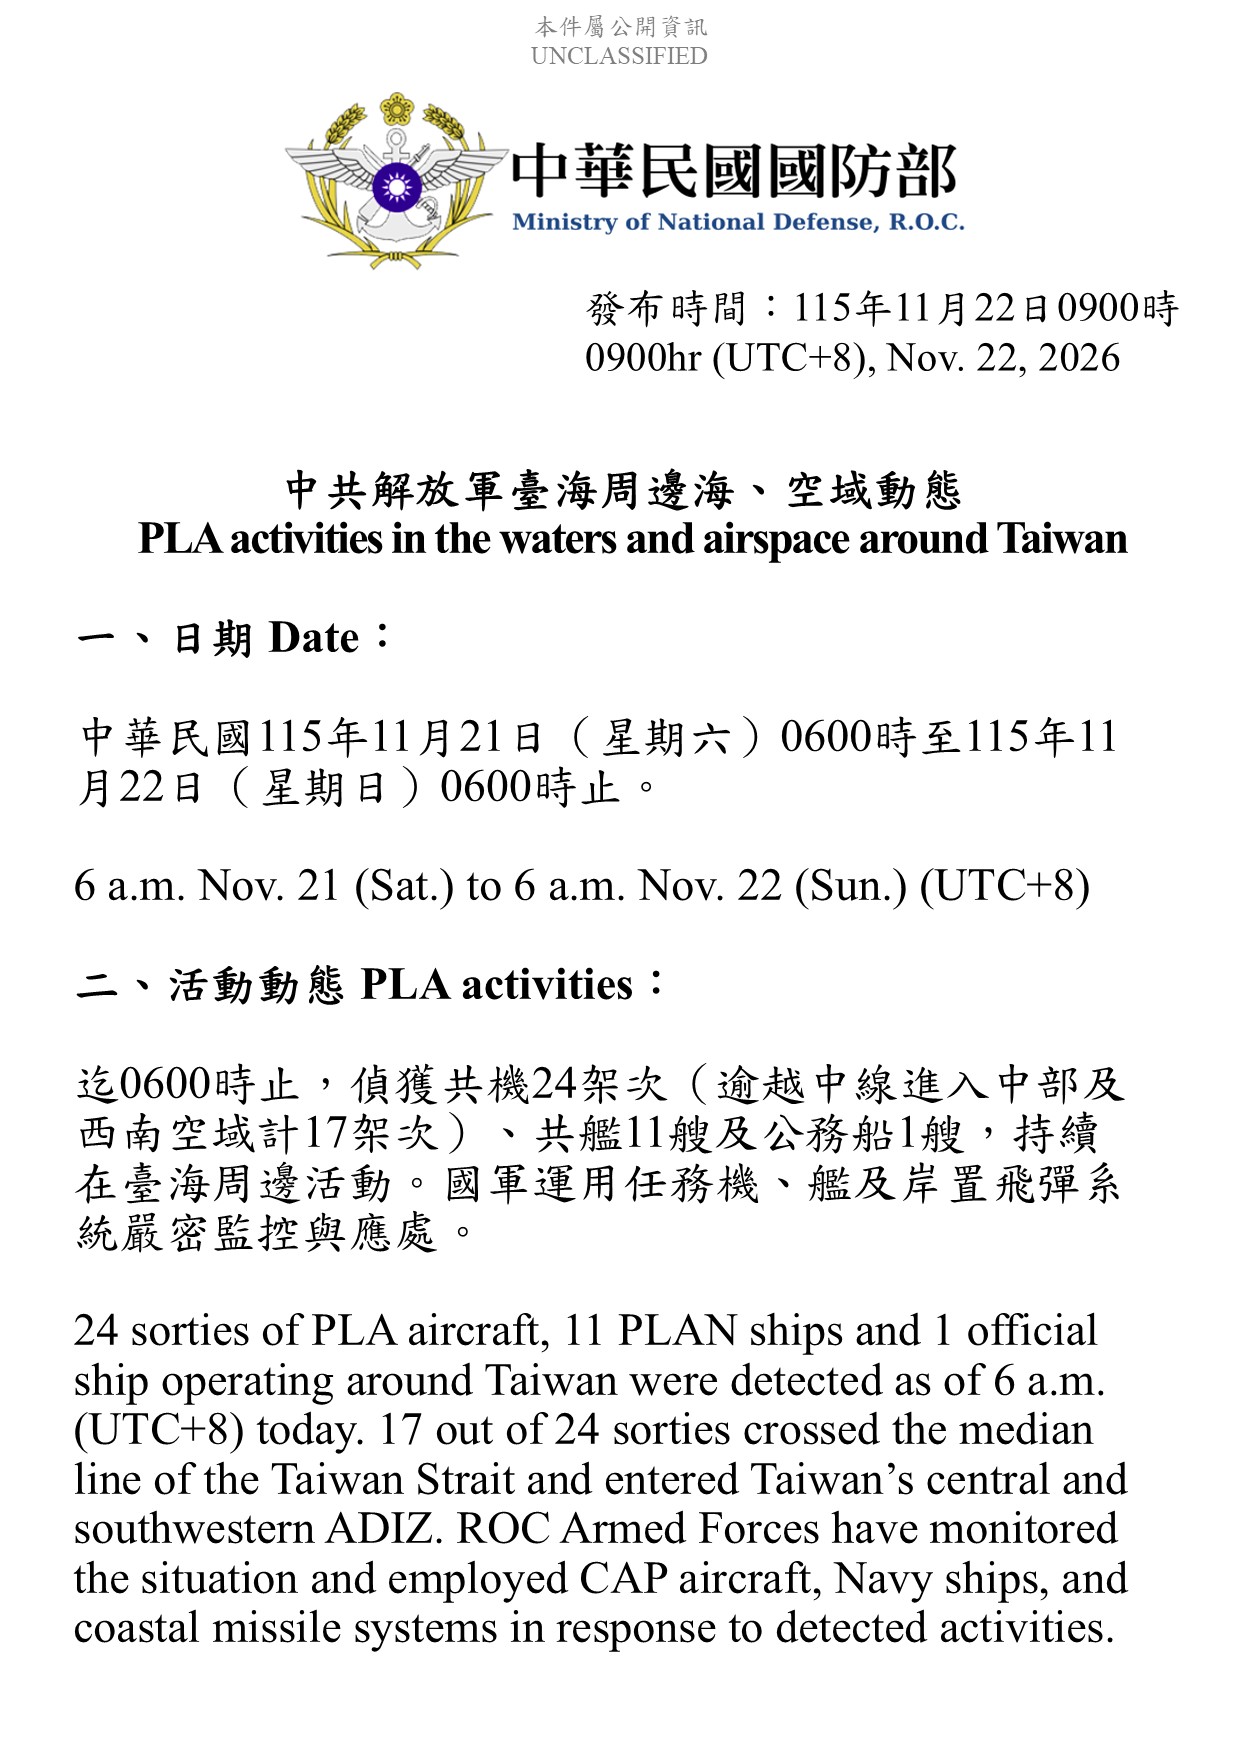 本件屬公開資訊
UNCLASSIFIED
中華民國國防部
Ministry of National Defense, R.O.C.
發布時間：115年11月22日0900時
0900hr (UTC+8), Nov. 22, 2026
中共解放軍臺海周邊海、空域動態
PLA activities in the waters and airspace around Taiwan
一、日期 Date：
中華民國115年11月21日（星期六）0600時至115年11
月22日（星期日）0600時止。
6 a.m. Nov. 21 (Sat.) to 6 a.m. Nov. 22 (Sun.) (UTC+8)
二、活動動態 PLA activities：
迄0600時止，偵獲共機24架次（逾越中線進入中部及
西南空域計17架次）、共艦11艘及公務船1艘，持續
在臺海周邊活動。國軍運用任務機、艦及岸置飛彈系
統嚴密監控與應處。
24 sorties of PLA aircraft, 11 PLAN ships and 1 official
ship operating around Taiwan were detected as of 6 a.m.
(UTC+8) today. 17 out of 24 sorties crossed the median
line of the Taiwan Strait and entered Taiwan’s central and
southwestern ADIZ. ROC Armed Forces have monitored
the situation and employed CAP aircraft, Navy ships, and
coastal missile systems in response to detected activities.